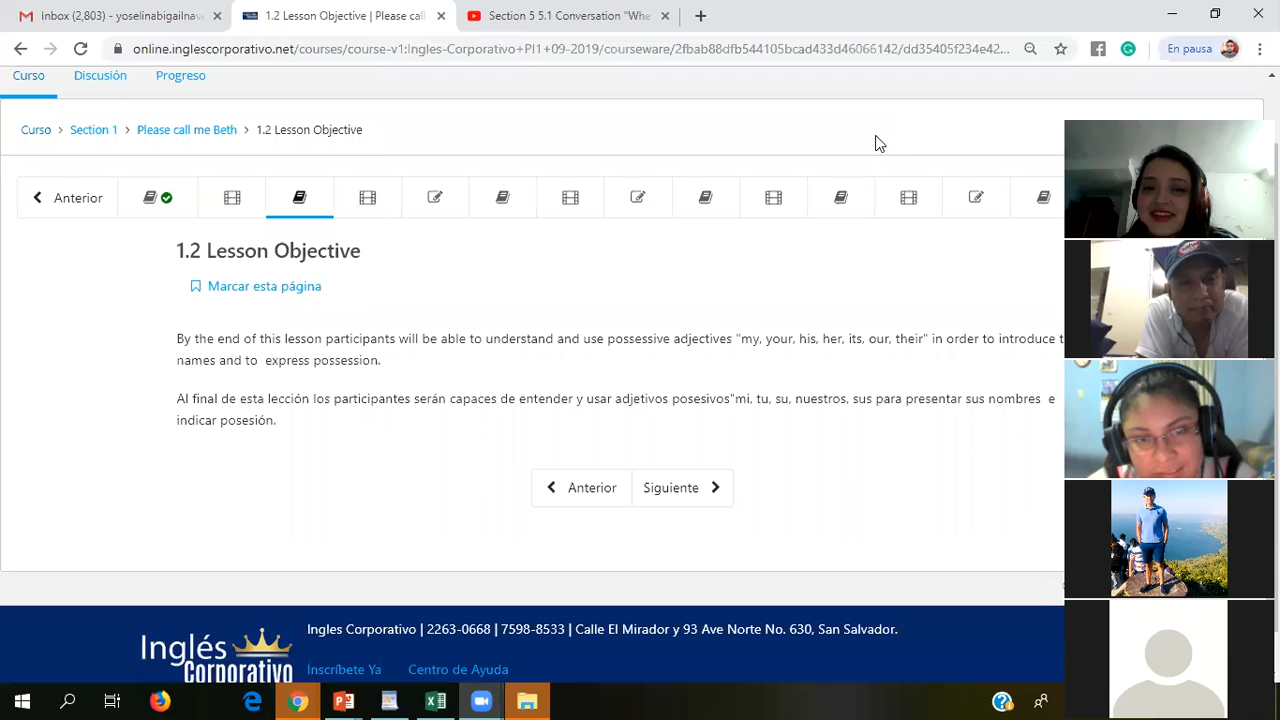 Inbox (2,803) - yoselinabigailnav
1.2 Lesson Objective | Please call
Section 5 5.1 Conversation "Whe
online.inglescorporativo.net/courses/course-v1:Ingles-Corporativo+PI1+09-2019/courseware/2fbab88dfb544105bcad433d46066142/dd35405f234e42...
En pausa
Curso
Discusión
Progreso
Curso > Section 1 > Please call me Beth > 1.2 Lesson Objective
Anterior
1.2 Lesson Objective
Marcar esta página
By the end of this lesson participants will be able to understand and use possessive adjectives "my, your, his, her, its, our, their" in order to introduce t
names and to express possession.
Al final de esta lección los participantes serán capaces de entender y usar adjetivos posesivos"mi, tu, su, nuestros, sus para presentar sus nombres e
indicar posesión.
Anterior
Siguiente
Inglés
Corporativo
Ingles Corporativo | 2263-0668 | 7598-8533 | Calle El Mirador y 93 Ave Norte No. 630, San Salvador.
Inscríbete Ya
Centro de Ayuda